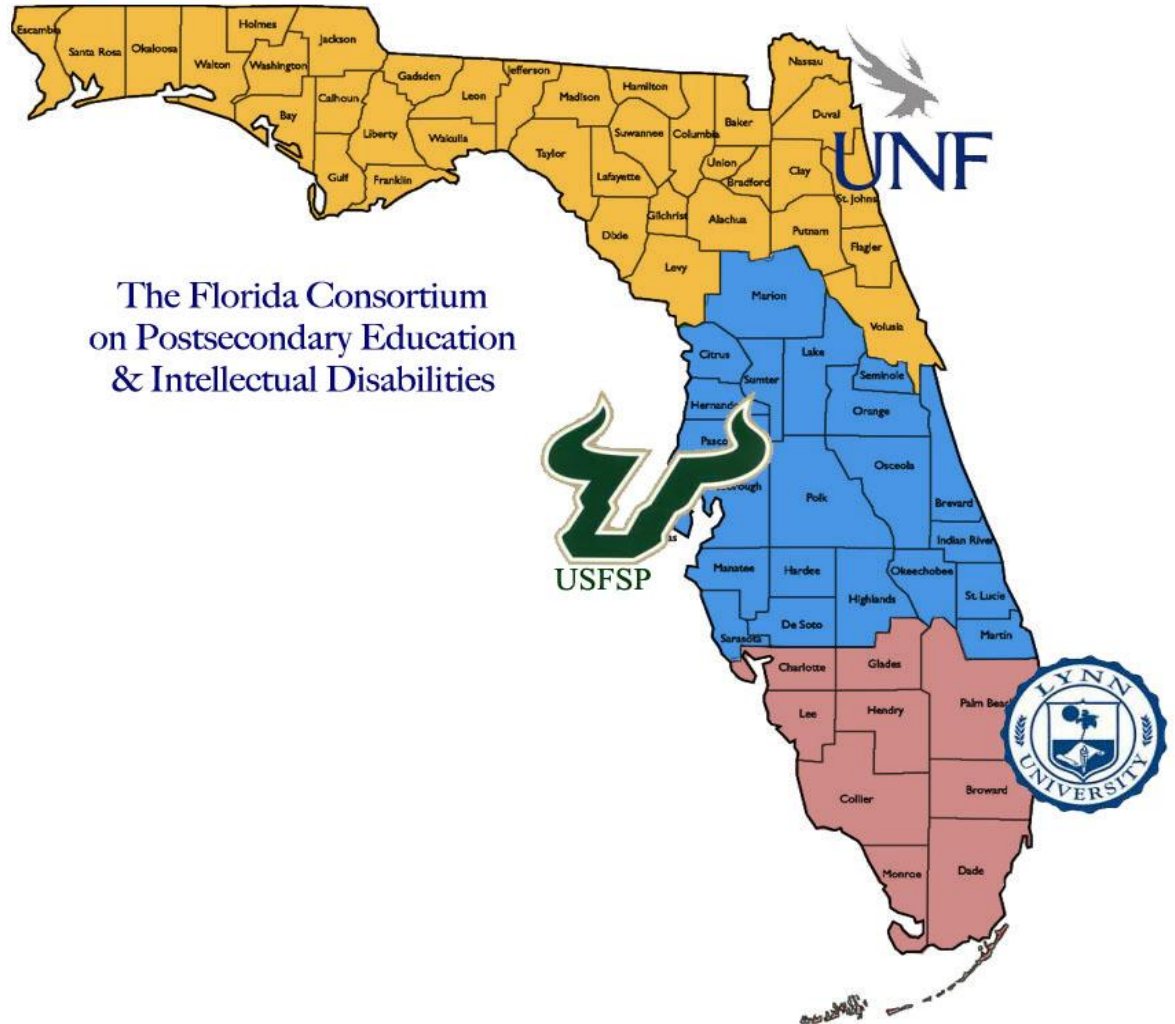 Holmes
Escambia
Santa Rosa
Okaloosa
Walton
Washington
Jackson
Bay
Calhoun
Gulf
Liberty
Franklin
Gadsden
Leon
Wakulla
Jefferson
Madison
Taylor
Hamilton
Suwannee
Lafayette
Columbia
Baker
Union
Bradford
Nassau
Duval
Clay
St. Johns
UNF
Gilchrist
Alachua
Putnam
Flagler
Dixie
Levy
Volusia
The Florida Consortium
on Postsecondary Education
& Intellectual Disabilities
Marion
Citrus
Sumter
Lake
Seminole
Orange
Pasco
Osceola
Polk
Brevard
Indian River
USFSP
Manatee
Hardee
Highlands
Okeechobee
St. Lucie
Sarasota
De Soto
Martin
Charlotte
Glades
Lee
Hendry
Collier
Broward
Monroe
Dade
LYNN
UNIVERSITY
Palm Beach